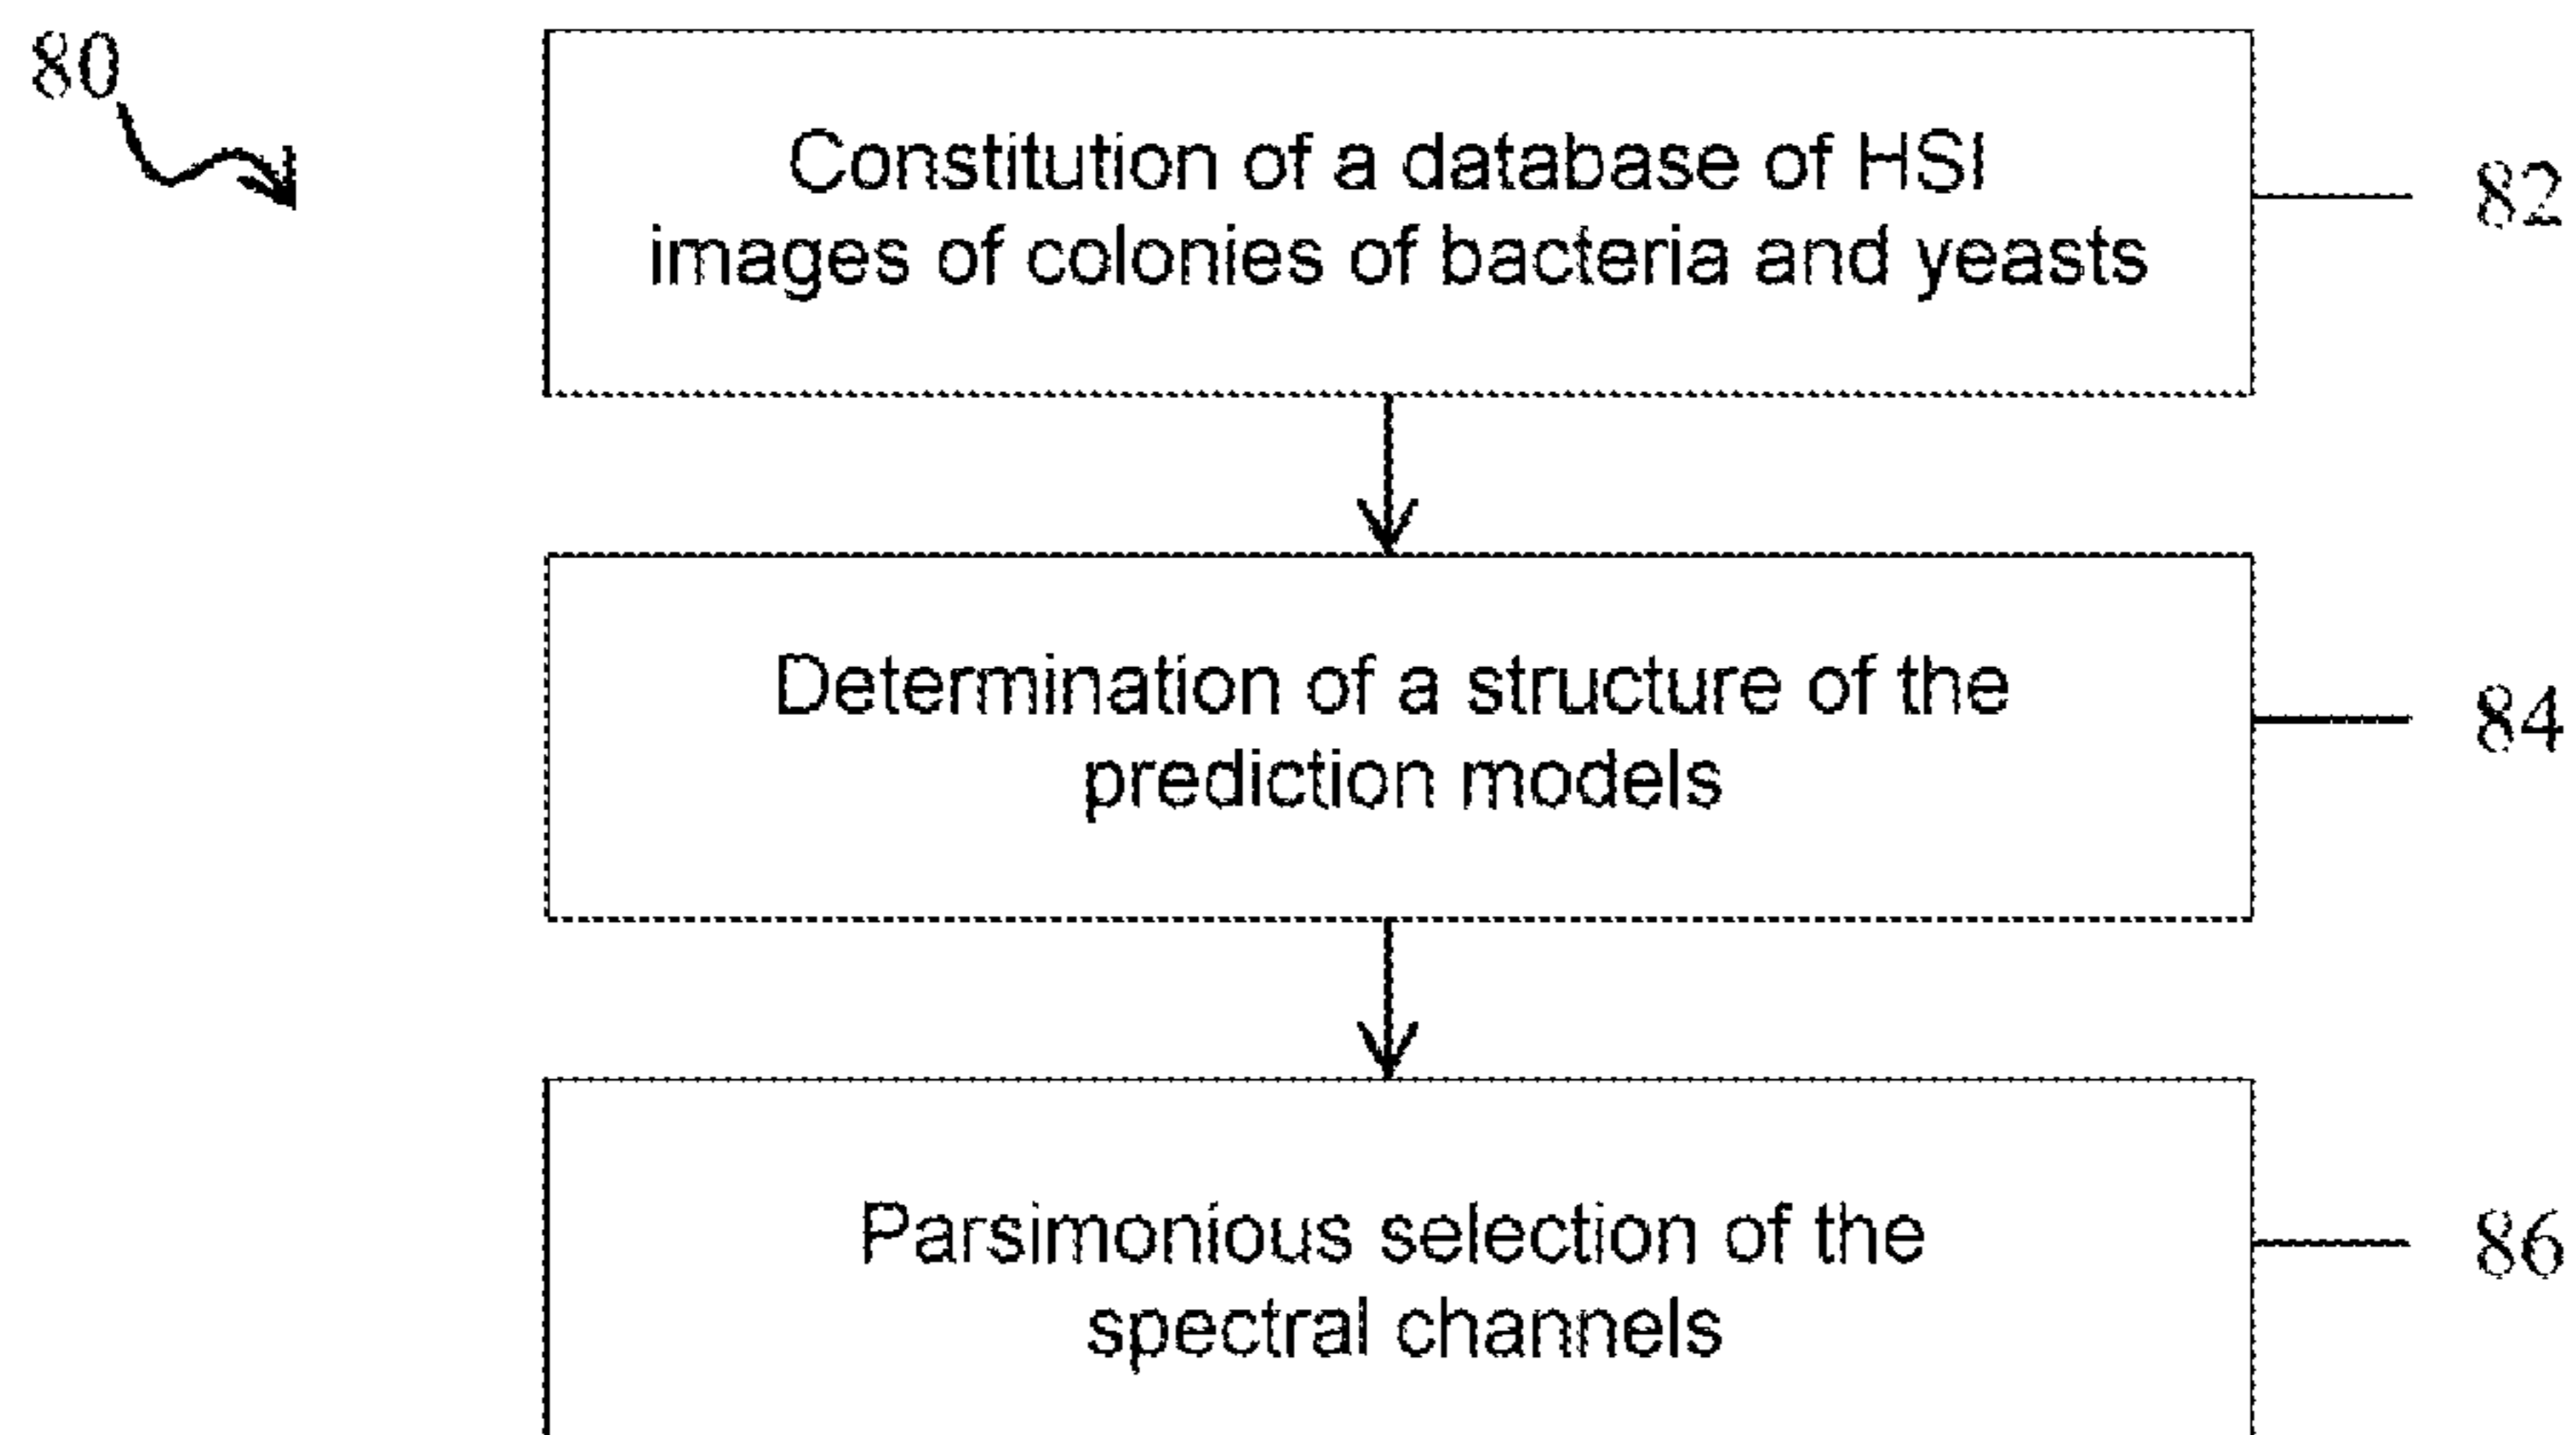 80
Constitution of a database of HSI
images of colonies of bacteria and yeasts
82
Determination of a structure of the
prediction models
84
Parsimonious selection of the
spectral channels
86